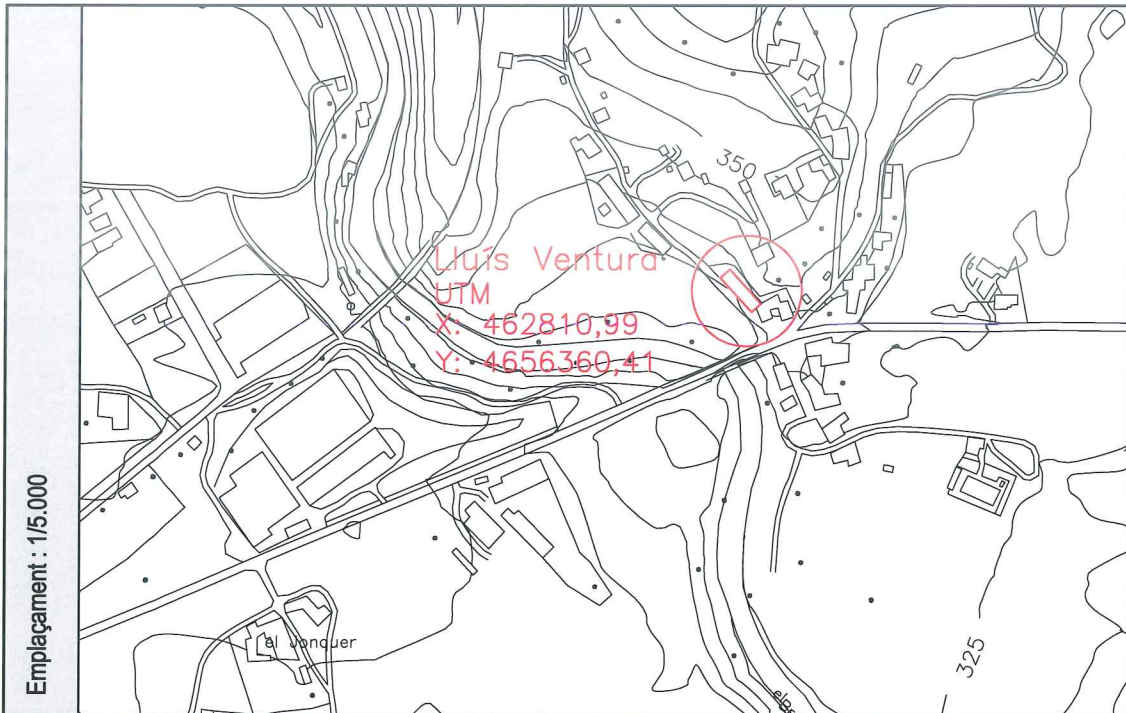 Emplaçament : 1/5.000
350
Lluís Ventura
UTM
X: 462810,99
Y: 4656360,41
el Jonquer
325